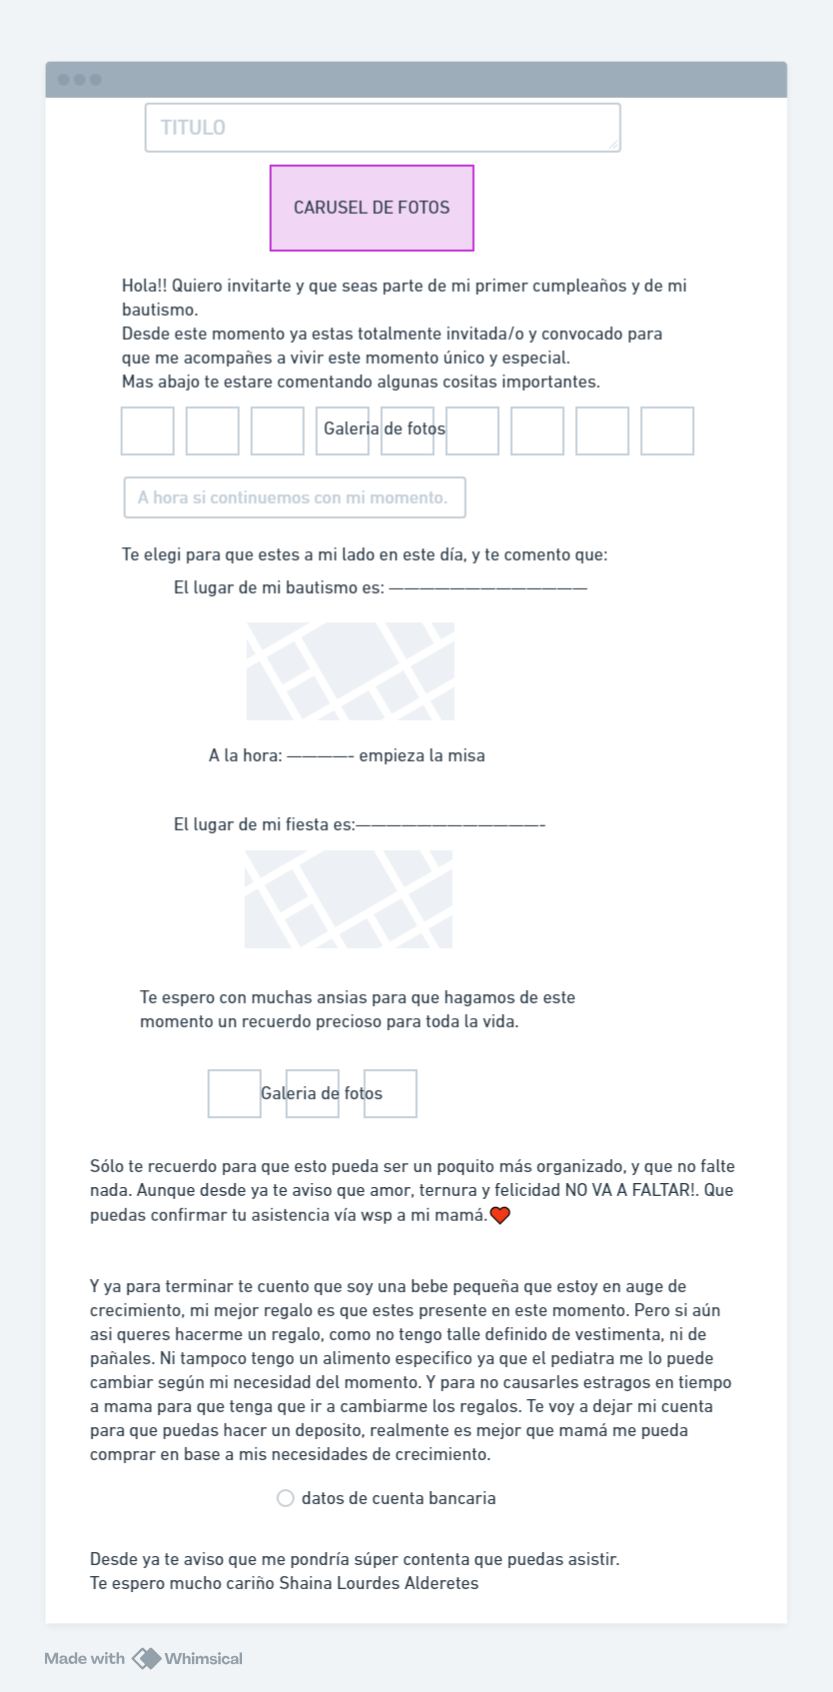 TITULO
CARUSEL DE FOTOS
Hola!! Quiero invitarte y que seas parte de mi primer cumpleaños y de mi
bautismo.
Desde este momento ya estas totalmente invitada/o y convocado para
que me acompañes a vivir este momento único y especial.
Mas abajo te estare comentando algunas cositas importantes.
Galeria de fotos
A hora si continuemos con mi momento.
Te elegi para que estes a mi lado en este día, y te comento que:
El lugar de mi bautismo es: —————————————
A la hora: ————- empieza la misa
El lugar de mi fiesta es:————————————-
Te espero con muchas ansias para que hagamos de este
momento un recuerdo precioso para toda la vida.
Galeria de fotos
Sólo te recuerdo para que esto pueda ser un poquito más organizado, y que no falte
nada. Aunque desde ya te aviso que amor, ternura y felicidad NO VA A FALTAR!. Que
puedas confirmar tu asistencia vía wsp a mi mamá.❤️
Y ya para terminar te cuento que soy una bebe pequeña que estoy en auge de
crecimiento, mi mejor regalo es que estes presente en este momento. Pero si aún
asi queres hacerme un regalo, como no tengo talle definido de vestimenta, ni de
pañales. Ni tampoco tengo un alimento especifico ya que el pediatra me lo puede
cambiar según mi necesidad del momento. Y para no causarles estragos en tiempo
a mama para que tenga que ir a cambiarme los regalos. Te voy a dejar mi cuenta
para que puedas hacer un deposito, realmente es mejor que mamá me pueda
comprar en base a mis necesidades de crecimiento.
datos de cuenta bancaria
Desde ya te aviso que me pondría súper contenta que puedas asistir.
Te espero mucho cariño Shaina Lourdes Alderetes
Made with Whimsical